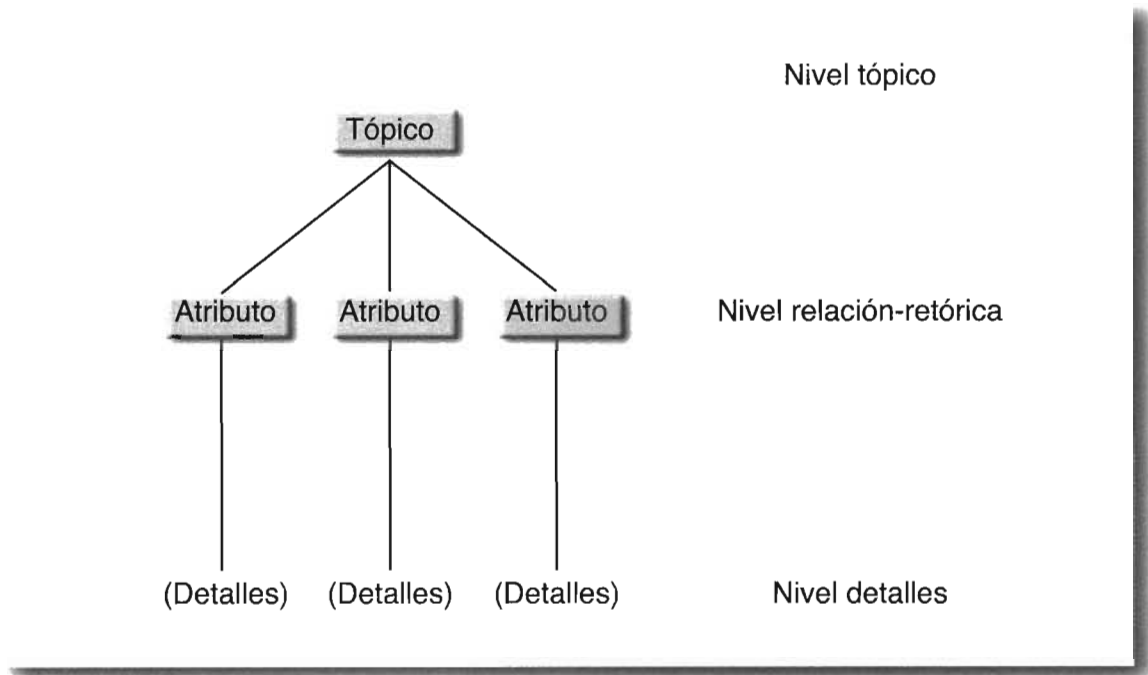 Nivel tópico
Tópico
Atributo Atributo Atributo Nivel relación-retórica
(Detalles) (Detalles) (Detalles) Nivel detalles